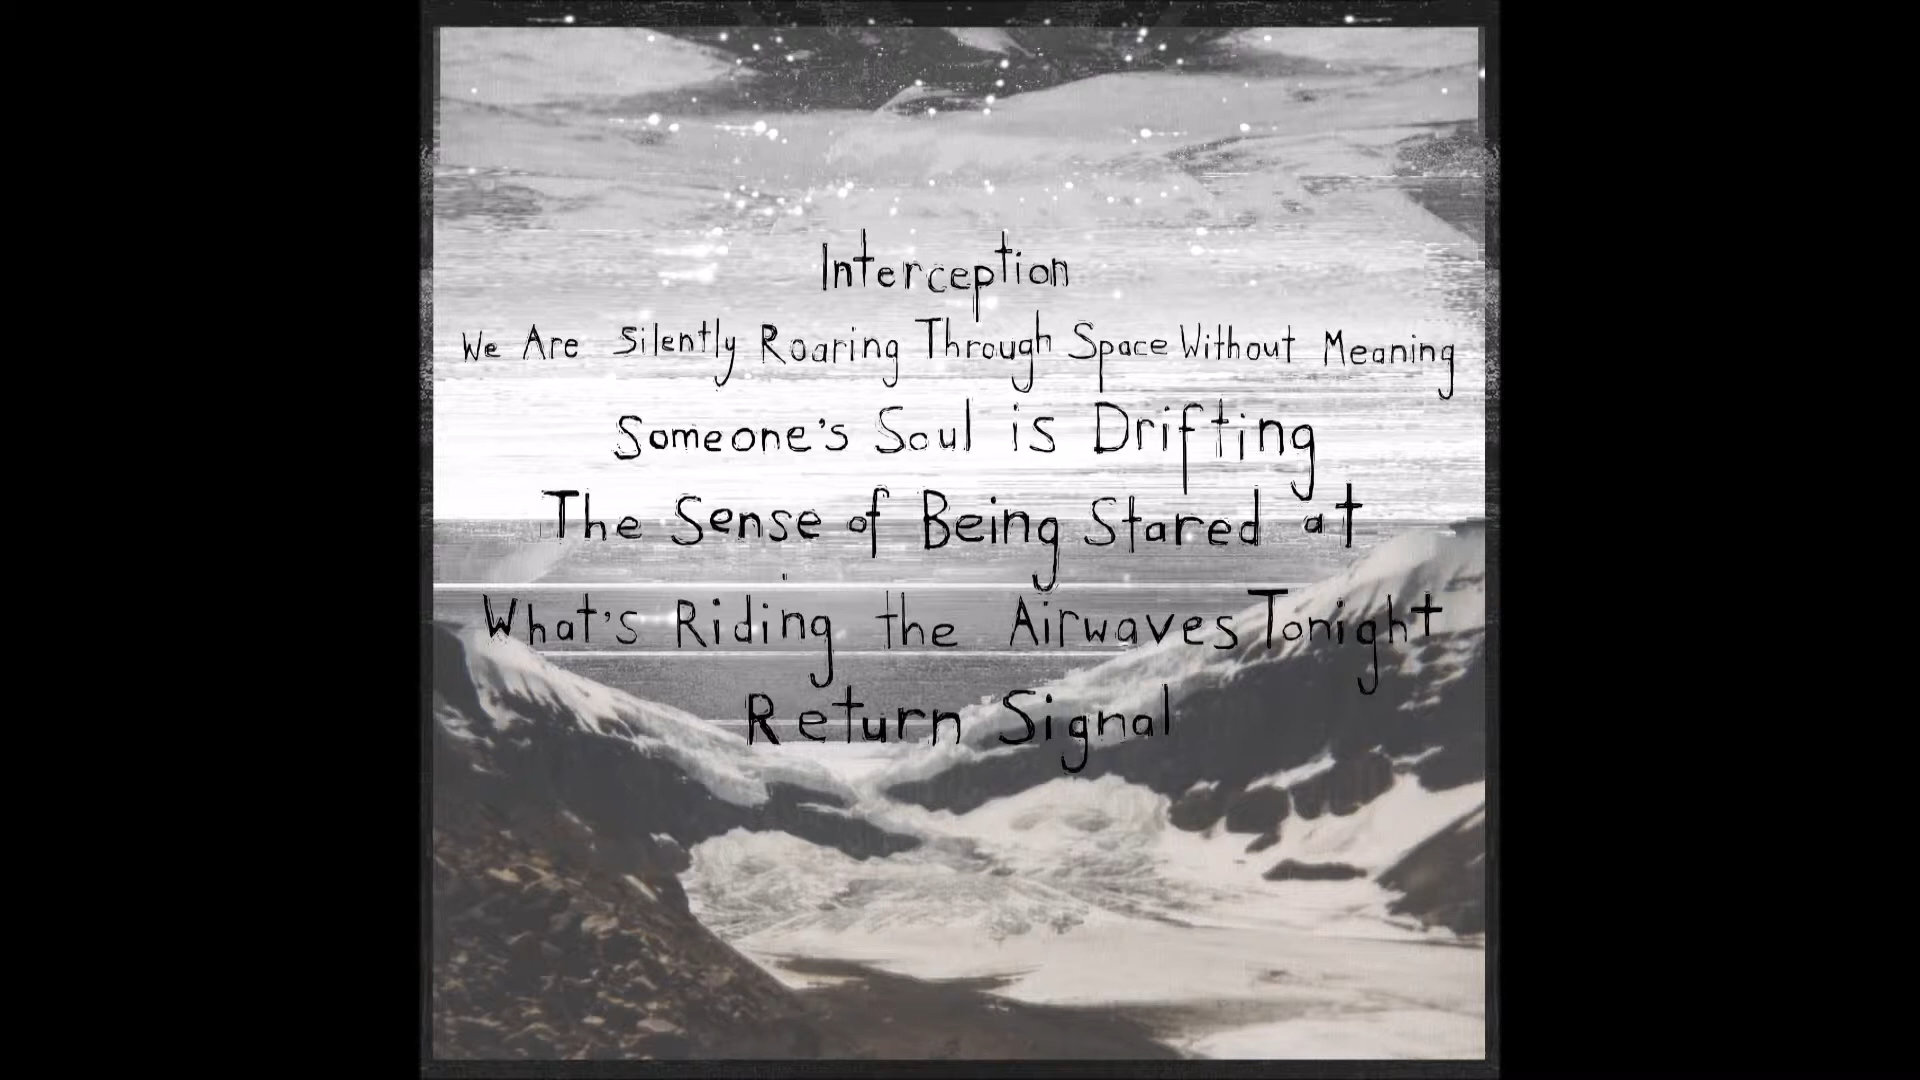 Interception
We Are Silently Roaring Through Space Without Meaning
Someone's Soul is Drifting
The Sense of Being Stared at
What's Riding the Airwaves Tonight
Return Signal